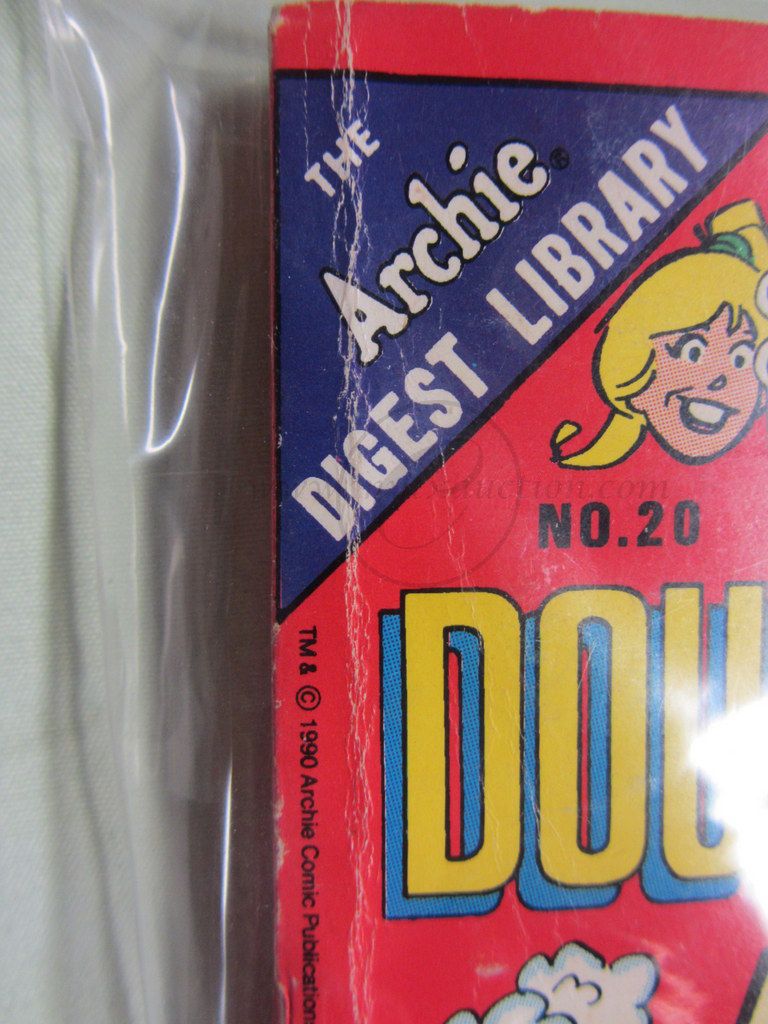 THE
Archie®
DIGEST LIBRARY
NO.20
DOU
TM & © 1990 Archie Comic Publications